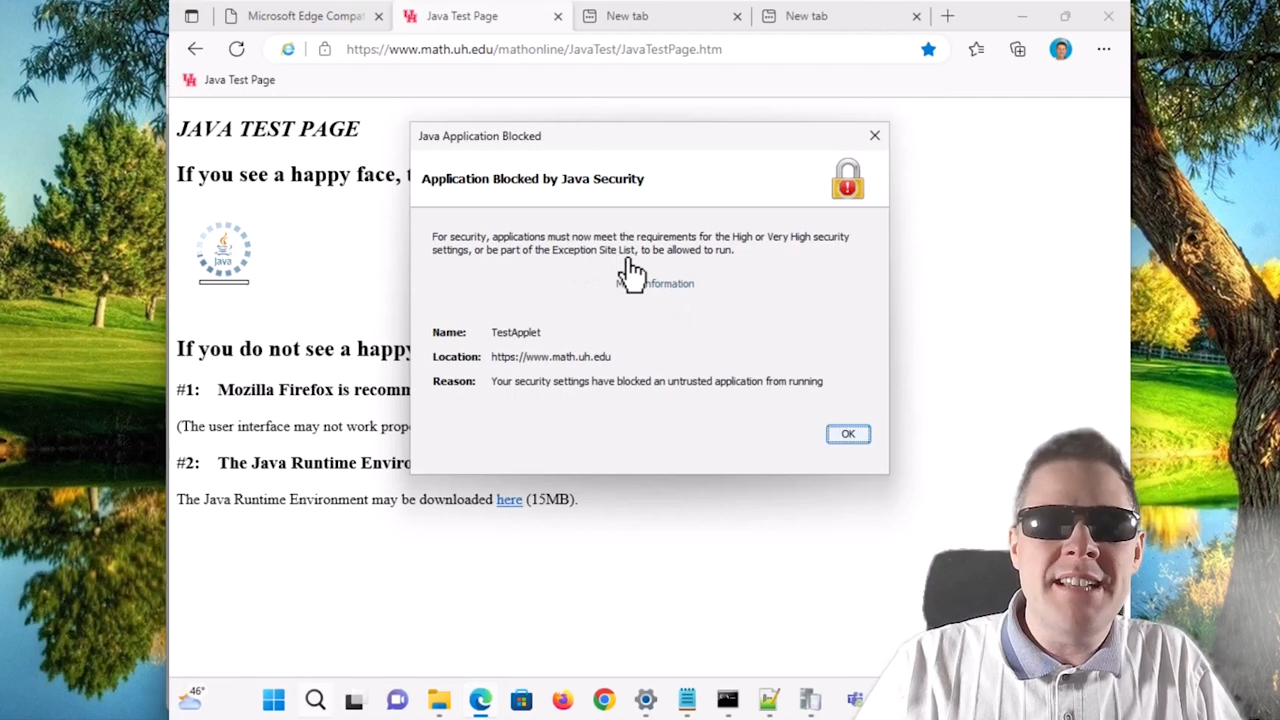 Microsoft Edge Compa
Java Test Page
New tab
New tab
https://www.math.uh.edu/mathonline/JavaTest/JavaTestPage.htm
Java Test Page
JAVA TEST PAGE
If you see a happy face, t
Java
If you do not see a happy
#1: Mozilla Firefox is recomm
(The user interface may not work prope
#2: The Java Runtime Enviro
The Java Runtime Environment may be downloaded here (15MB).
Java Application Blocked
Application Blocked by Java Security
For security, applications must now meet the requirements for the High or Very High security
settings, or be part of the Exception Site List, to be allowed to run.
Information
Name: TestApplet
Location: https://www.math.uh.edu
Reason: Your security settings have blocked an untrusted application from running
OK
46°